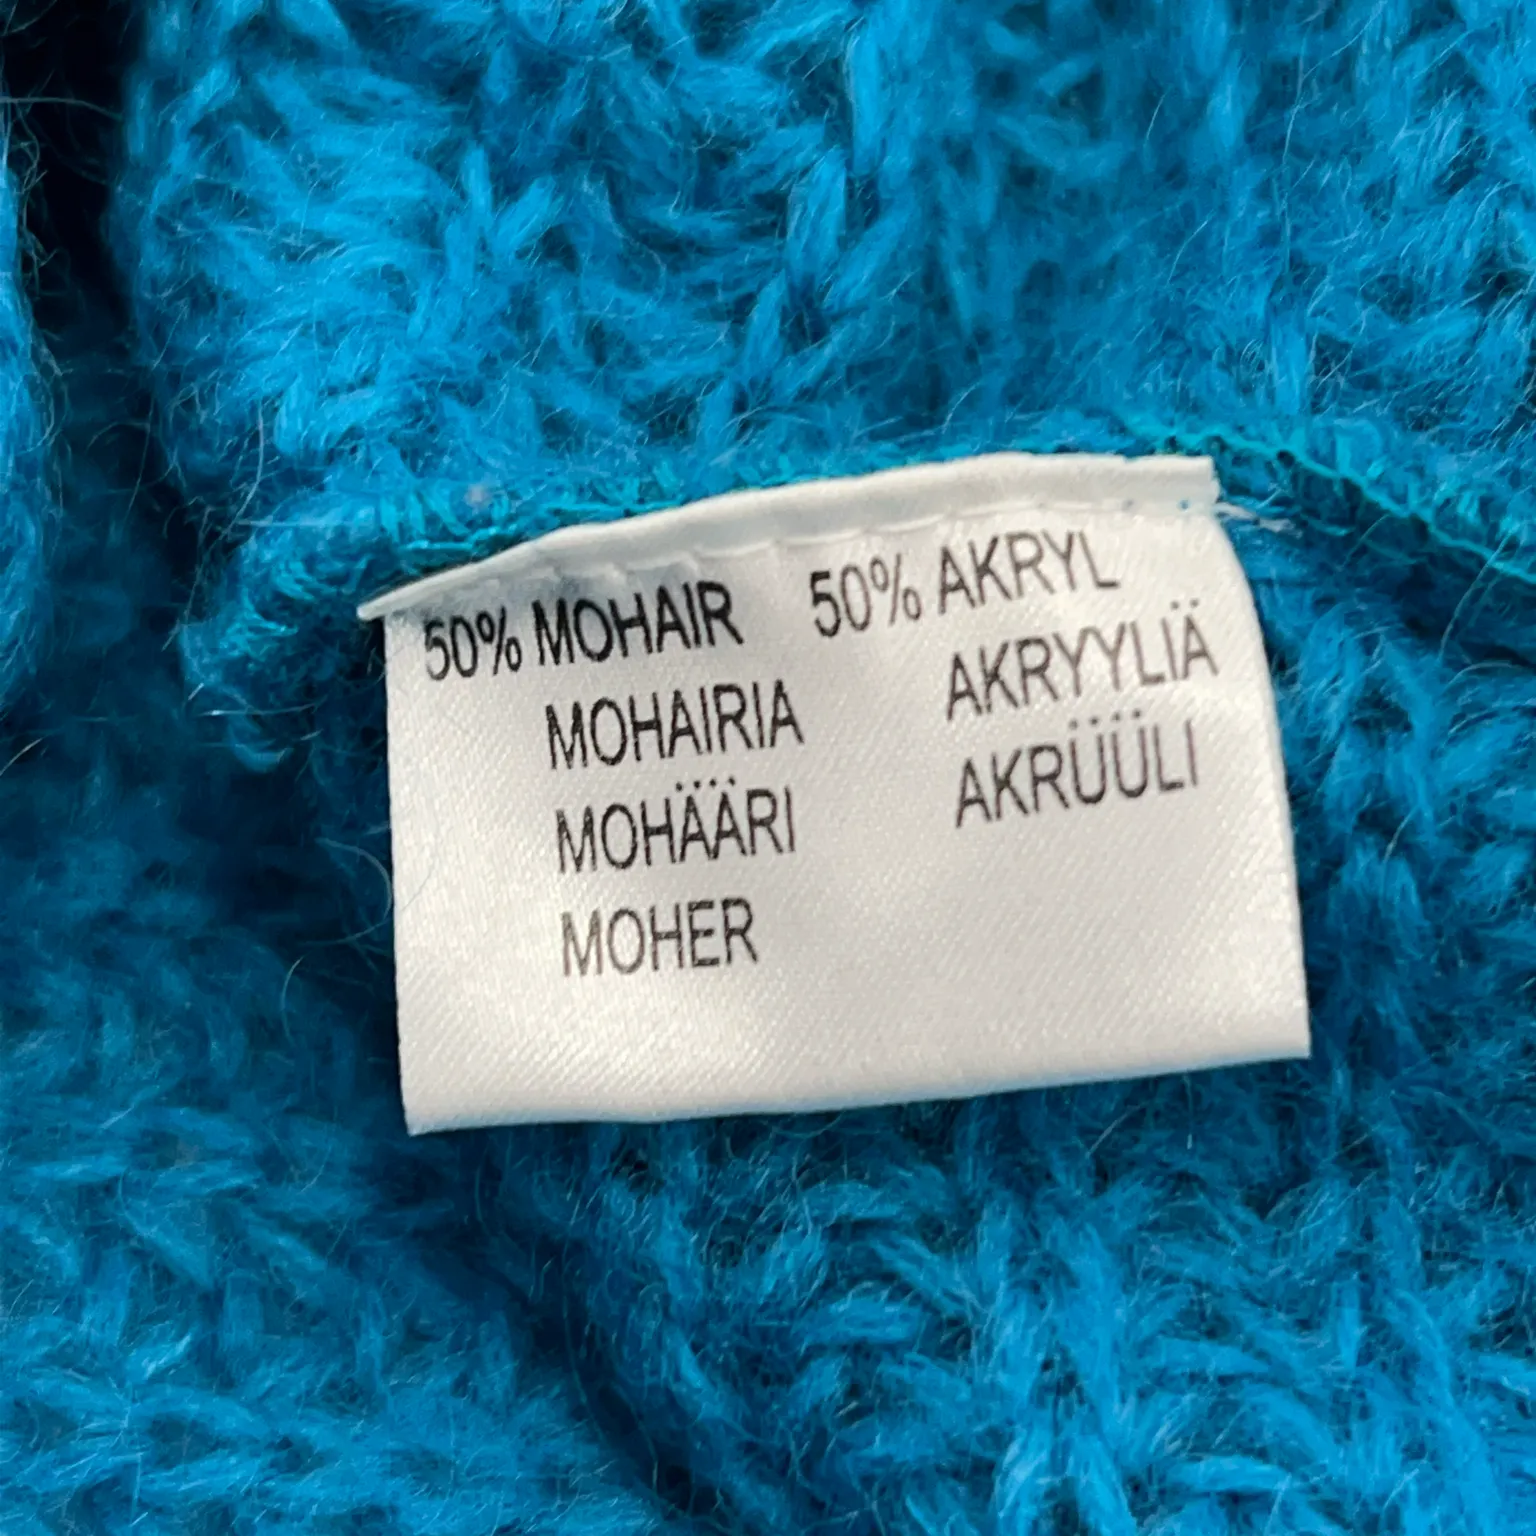 50% MOHAIR 50% AKRYL
MOHAIRIA AKRYYLIÄ
MOHÄÄRI AKRÜÜLI
MOHER